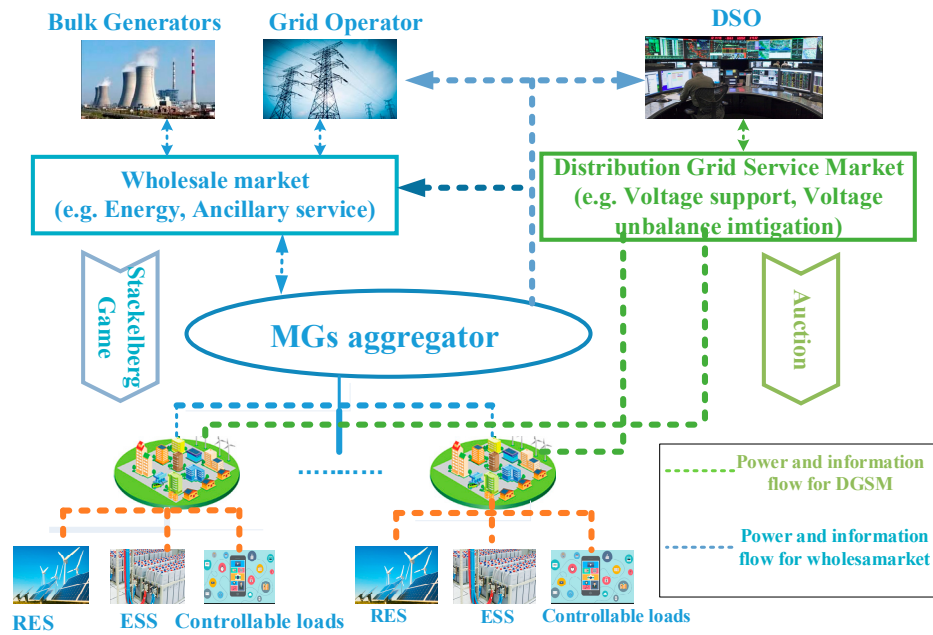 Bulk Generators
Grid Operator
DSO
Wholesale market
(e.g. Energy, Ancillary service)
Distribution Grid Service Market
(e.g. Voltage support, Voltage
unbalance imtigation)
Stackelberg
Game
MGs aggregator
Auction
Power and information
flow for DGSM
Power and information
flow for wholesamarket
RES
ESS
Controllable loads
RES
ESS
Controllable loads